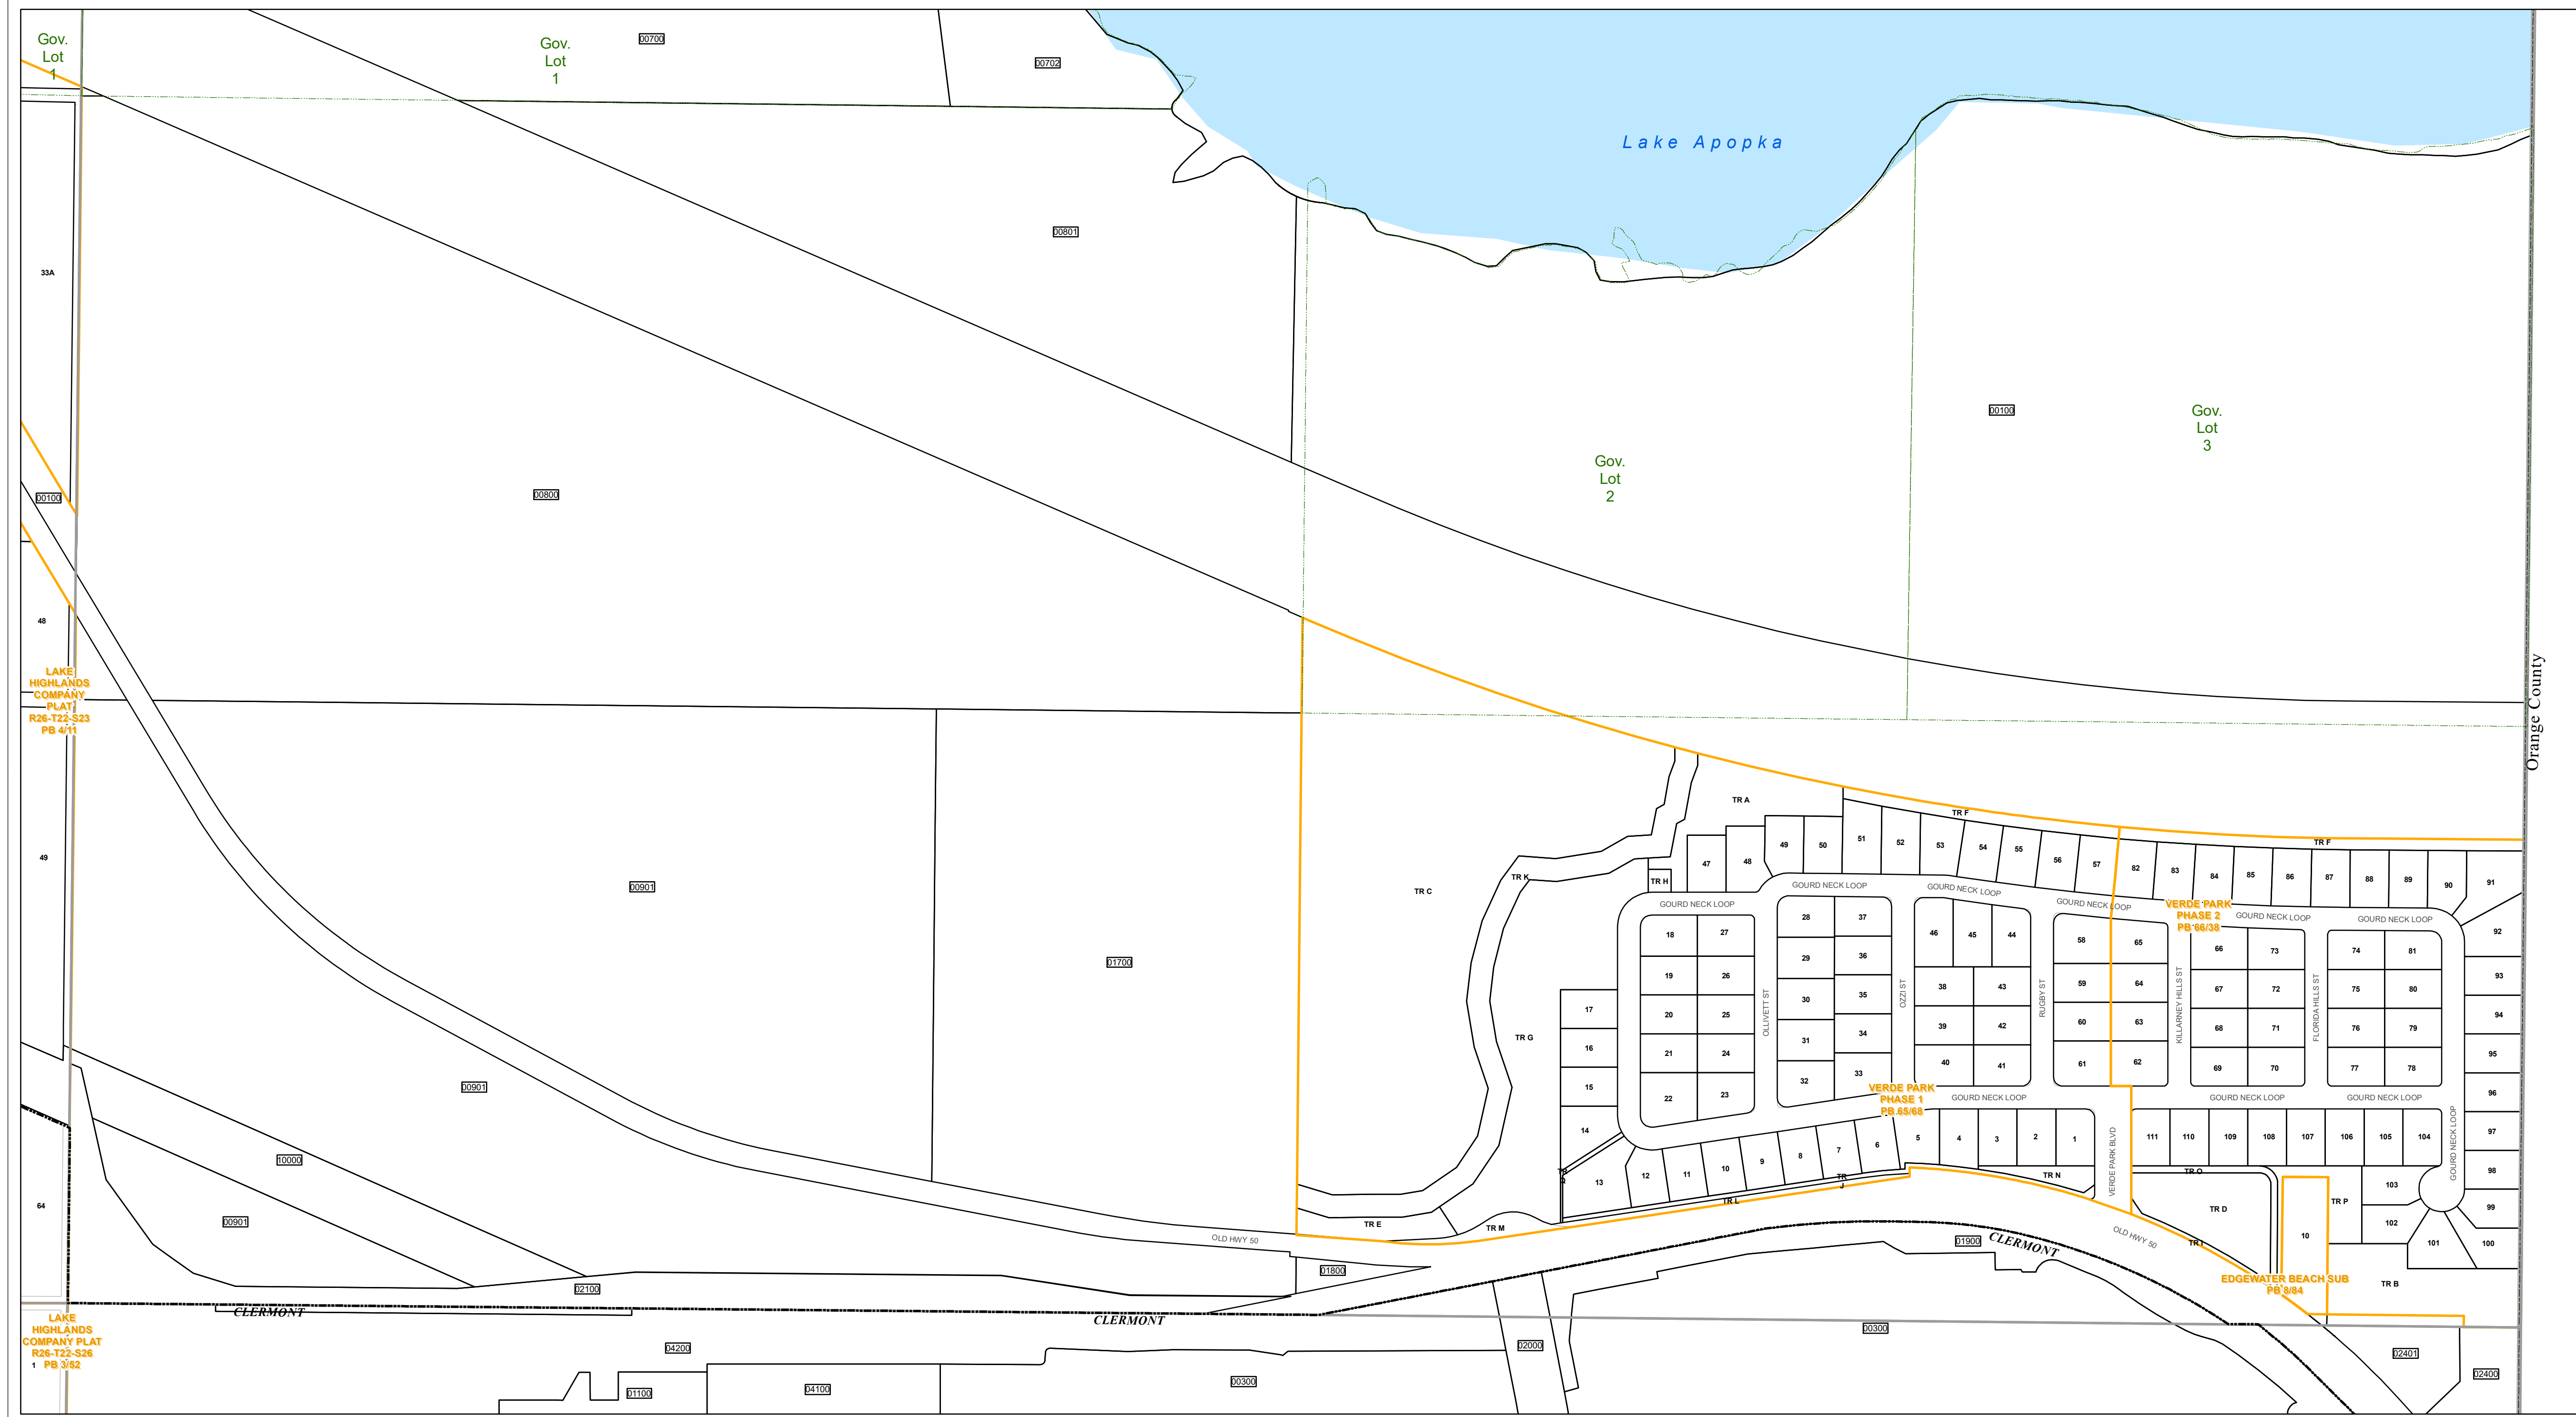 Gov.
Lot
1
Gov.
Lot
1
00700
00702
Lake Apopka
00801
33A
00100
00800
Gov.
Lot
2
00100
Gov.
Lot
3
48
LAKE
HIGHLANDS
COMPANY
PLAT
R26-T22-S23
PB 4/11
Orange County
49
00901
01700
00901
10000
00901
64
02100
CLERMONT
LAKE
HIGHLANDS
COMPANY PLAT
R26-T22-S26
PB 3/52
1
04200
01100
04100
00300
CLERMONT
OLD HWY 50
01800
02000
00300
01900
CLERMONT
02401
02400
TR C
TR K
TR G
TR E
TR M
TR L
TR
J
TR A
TR H
TR F
TR F
47
48
49
50
51
52
53
54
55
56
57
82
83
84
85
86
87
88
89
90
91
GOURD NECK LOOP
GOURD NECK LOOP
GOURD NECK LOOP
GOURD NECK LOOP
VERDE PARK
PHASE 2
PB 66/38
GOURD NECK LOOP
GOURD NECK LOOP
18
27
19
26
20
25
21
24
22
23
OLLIVETT ST
28
37
29
36
30
35
31
34
32
33
OZZI ST
46
45
44
38
43
39
42
40
41
RUGBY ST
58
65
59
64
60
63
61
62
KILLARNEY HILLS ST
66
73
67
72
68
71
69
70
FLORIDA HILLS ST
74
81
75
80
76
79
77
78
92
93
94
95
96
97
98
99
100
101
102
103
17
16
15
14
13
12
11
10
9
8
7
6
5
4
3
2
1
VERDE PARK
PHASE 1
PB 65/68
GOURD NECK LOOP
GOURD NECK LOOP
GOURD NECK LOOP
GOURD NECK LOOP
VERDE PARK BLVD
111
110
109
108
107
106
105
104
TR N
TR O
TR D
TR P
TR I
TR B
OLD HWY 50
10
EDGEWATER BEACH SUB
PB 8/84